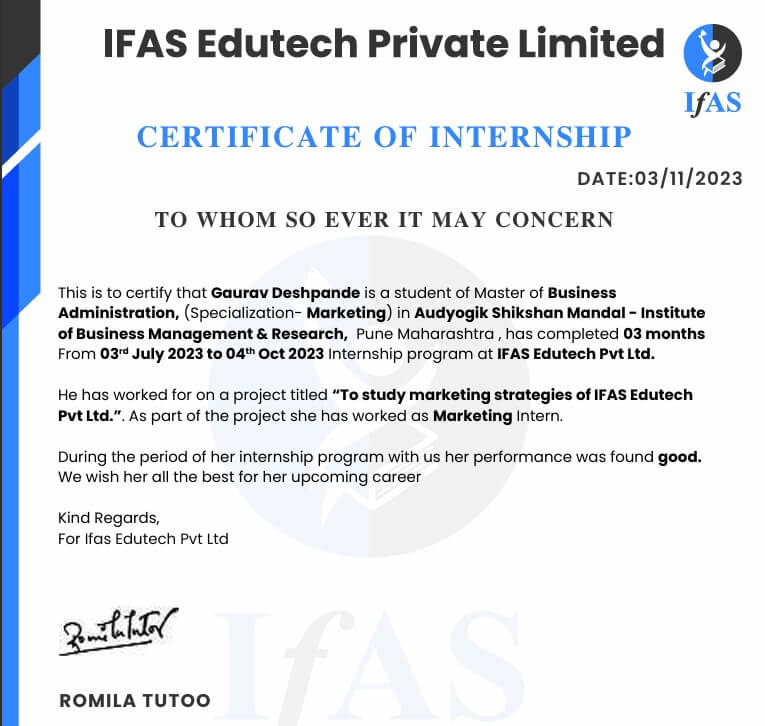 IFAS Edutech Private Limited
IfAS
CERTIFICATE OF INTERNSHIP
DATE:03/11/2023
TO WHOM SO EVER IT MAY CONCERN
This is to certify that Gaurav Deshpande is a student of Master of Business
Administration, (Specialization- Marketing) in Audyogik Shikshan Mandal - Institute
of Business Management & Research, Pune Maharashtra , has completed 03 months
From 03rd July 2023 to 04th Oct 2023 Internship program at IFAS Edutech Pvt Ltd.
He has worked for on a project titled “To study marketing strategies of IFAS Edutech
Pvt Ltd.”. As part of the project she has worked as Marketing Intern.
During the period of her internship program with us her performance was found good.
We wish her all the best for her upcoming career
Kind Regards,
For Ifas Edutech Pvt Ltd
Romila Tutoo
IfAS
ROMILA TUTOO